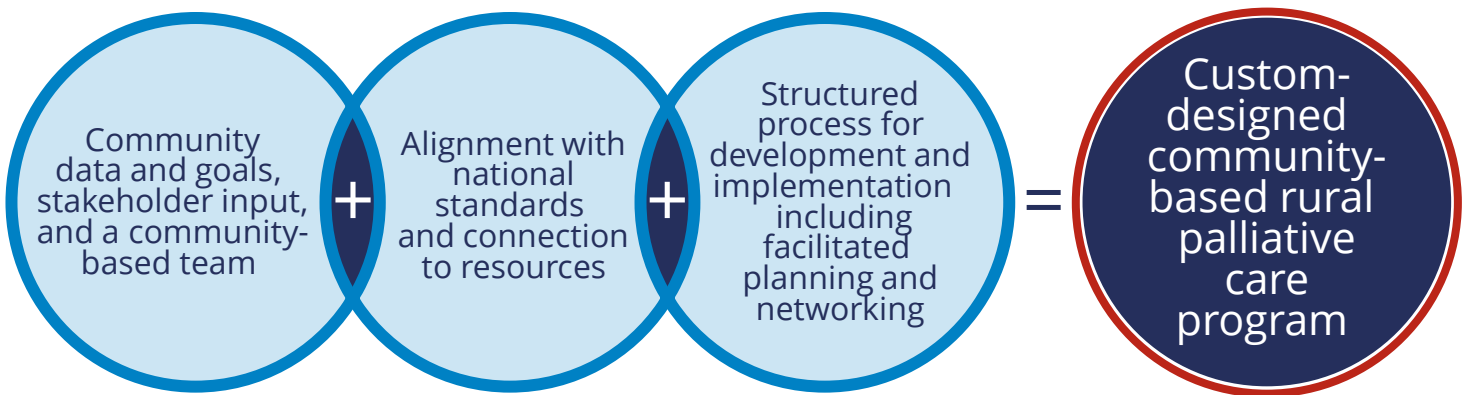 Community
data and goals,
stakeholder input,
and a community-
based team
+
Alignment with
national
standards
and connection
to resources
+
Structured
process for
development and
implementation
including
facilitated
planning and
networking
=
Custom-
designed
community-
based rural
palliative
care
program